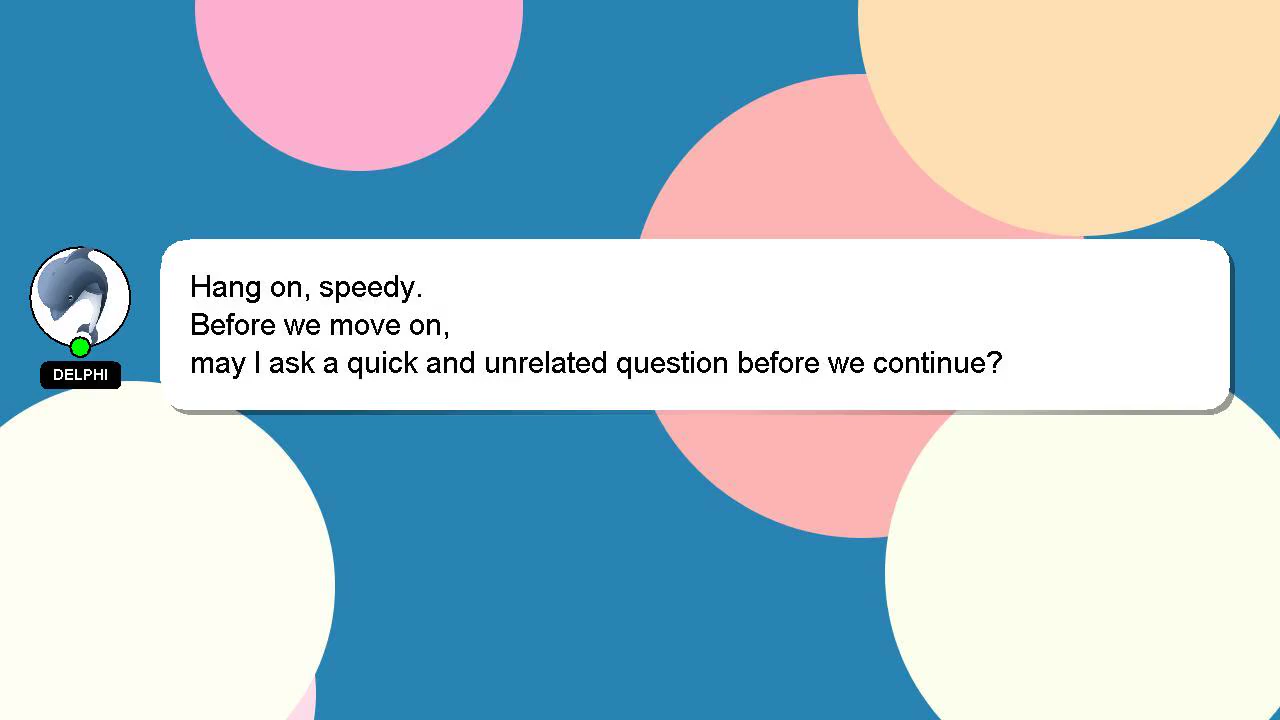 Hang on, speedy.
Before we move on,
may I ask a quick and unrelated question before we continue?
DELPHI